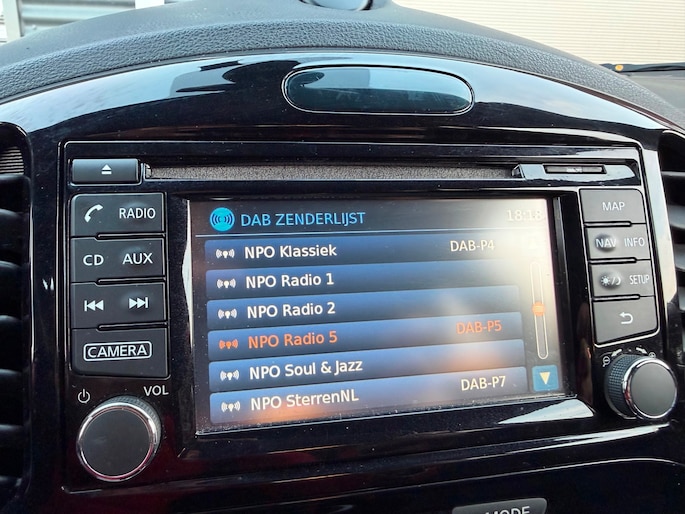 RADIO
MAP
DAB ZENDERLIJST 18:18
CD AUX
NAV INFO
NPO Klassiek DAB-P4
NPO Radio 1
SETUP
NPO Radio 2
NPO Radio 5 DAB-P5
CAMERA
NPO Soul & Jazz
NPO SterrenNL DAB-P7
VOL
MODE